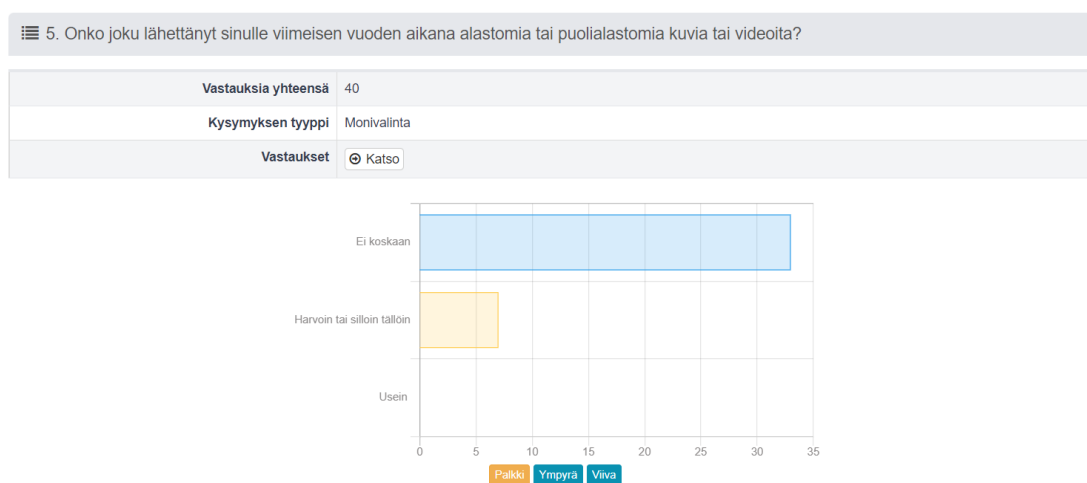 5. Onko joku lähettänyt sinulle viimeisen vuoden aikana alastomia tai puolialastomia kuvia tai videoita?
Vastauksia yhteensä 40
Kysymyksen tyyppi Monivalinta
Vastaukset Katso
Ei koskaan
Harvoin tai silloin tällöin
Usein
0 5 10 15 20 25 30 35
Palkki Ympyrä Viiva